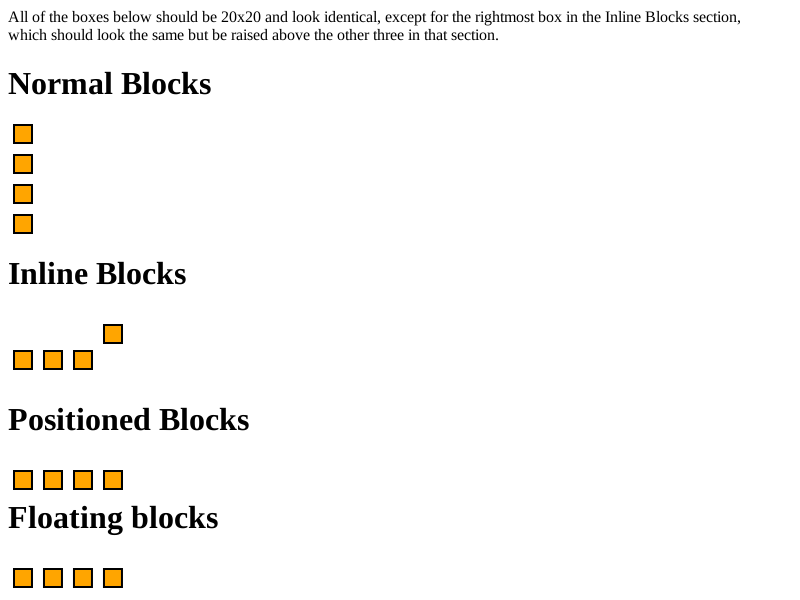 All of the boxes below should be 20x20 and look identical, except for the rightmost box in the Inline Blocks section,
which should look the same but be raised above the other three in that section.
Normal Blocks
Inline Blocks
Positioned Blocks
Floating blocks